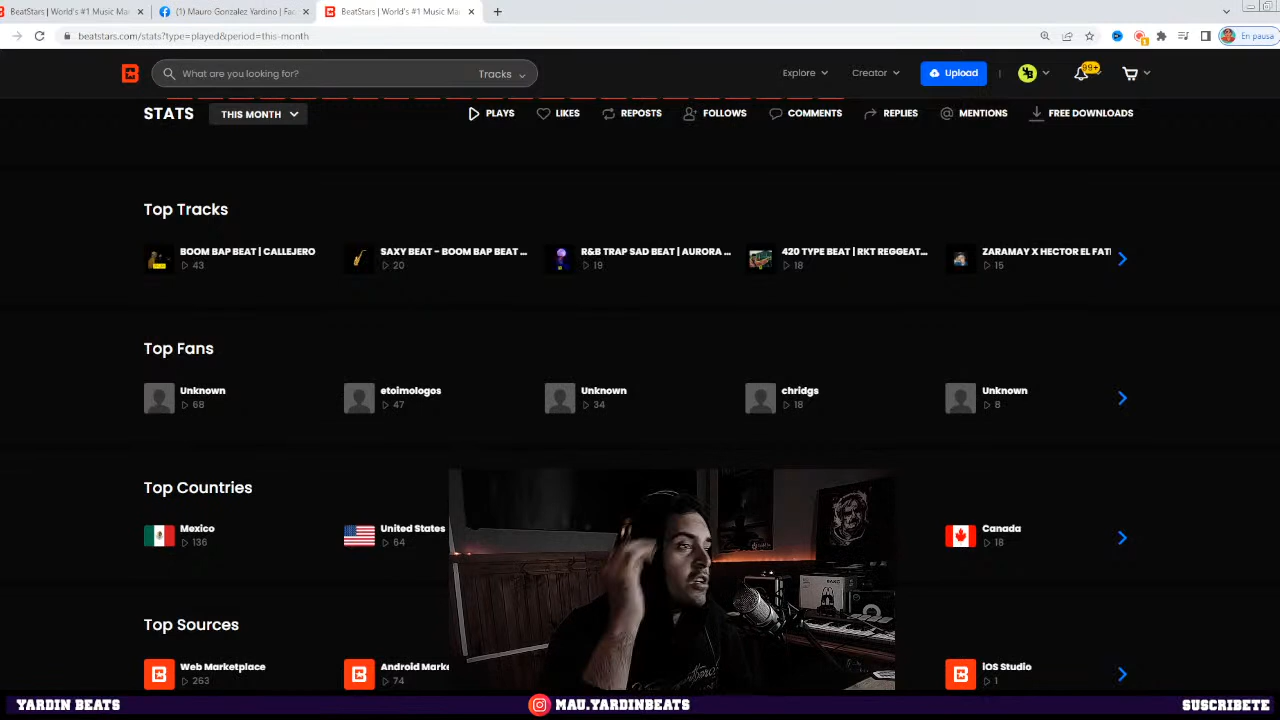 BeatStars | World's #1 Music Ma
(1) Mauro Gonzalez Yardino | Fac
BeatStars | World's #1 Music Ma
beatstars.com/stats?type=played&period=this-month
En pausa
What are you looking for?
Tracks
Explore
Creator
Upload
99+
STATS
THIS MONTH
PLAYS
LIKES
REPOSTS
FOLLOWS
COMMENTS
REPLIES
MENTIONS
FREE DOWNLOADS
Top Tracks
BOOM BAP BEAT | CALLEJERO
43
SAXY BEAT - BOOM BAP BEAT ...
20
R&B TRAP SAD BEAT | AURORA ...
19
420 TYPE BEAT | RKT REGGEAT...
18
ZARAMAY X HECTOR EL FAT
15
Top Fans
Unknown
68
etoimologos
47
Unknown
34
chridgs
18
Unknown
8
Top Countries
Mexico
136
United States
64
Canada
18
Top Sources
Web Marketplace
263
Android Marke
74
iOS Studio
1
YARDIN BEATS
MAU.YARDINBEATS
SUSCRIBETE